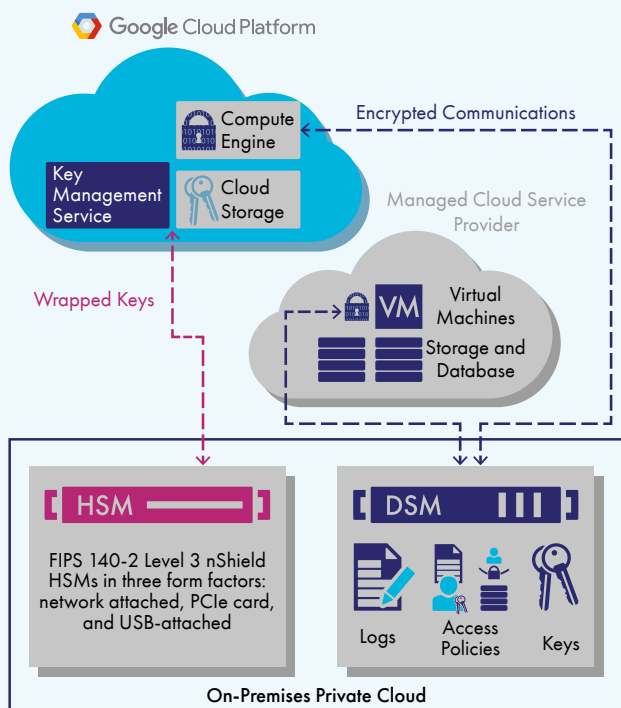 Google Cloud Platform
Compute
Engine
Encrypted Communications
Key
Management
Service
Cloud
Storage
Managed Cloud Service
Provider
Wrapped Keys
VM
Virtual
Machines
Storage and
Database
HSM
FIPS 140-2 Level 3 nShield
HSMs in three form factors:
network attached, PCIe card,
and USB-attached
DSM
Logs
Access
Policies
Keys
On-Premises Private Cloud